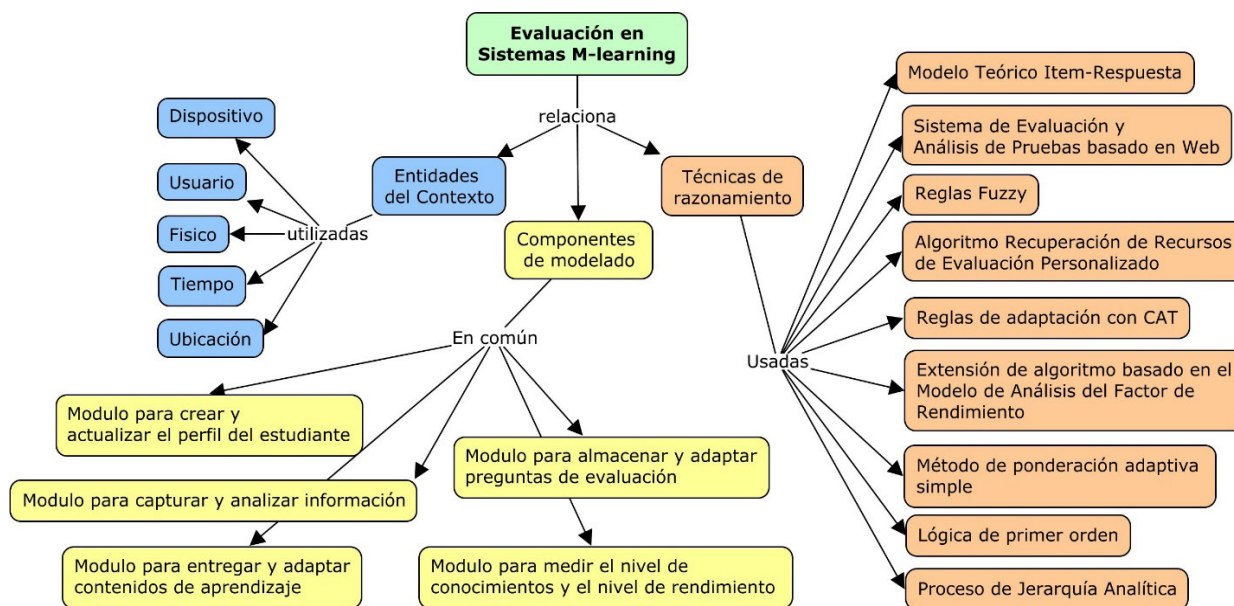 Evaluación en
Sistemas M-learning
relaciona
Entidades
del Contexto
utilizadas
Dispositivo
Usuario
Fisico
Tiempo
Ubicación
Componentes
de modelado
En común
Modulo para crear y
actualizar el perfil del estudiante
Modulo para capturar y analizar información
Modulo para entregar y adaptar
contenidos de aprendizaje
Modulo para almacenar y adaptar
preguntas de evaluación
Modulo para medir el nivel de
conocimientos y el nivel de rendimiento
Técnicas de
razonamiento
Usadas
Modelo Teórico Item-Respuesta
Sistema de Evaluación y
Análisis de Pruebas basado en Web
Reglas Fuzzy
Algoritmo Recuperación de Recursos
de Evaluación Personalizado
Reglas de adaptación con CAT
Extensión de algoritmo basado en el
Modelo de Análisis del Factor de
Rendimiento
Método de ponderación adaptiva
simple
Lógica de primer orden
Proceso de Jerarquía Analítica